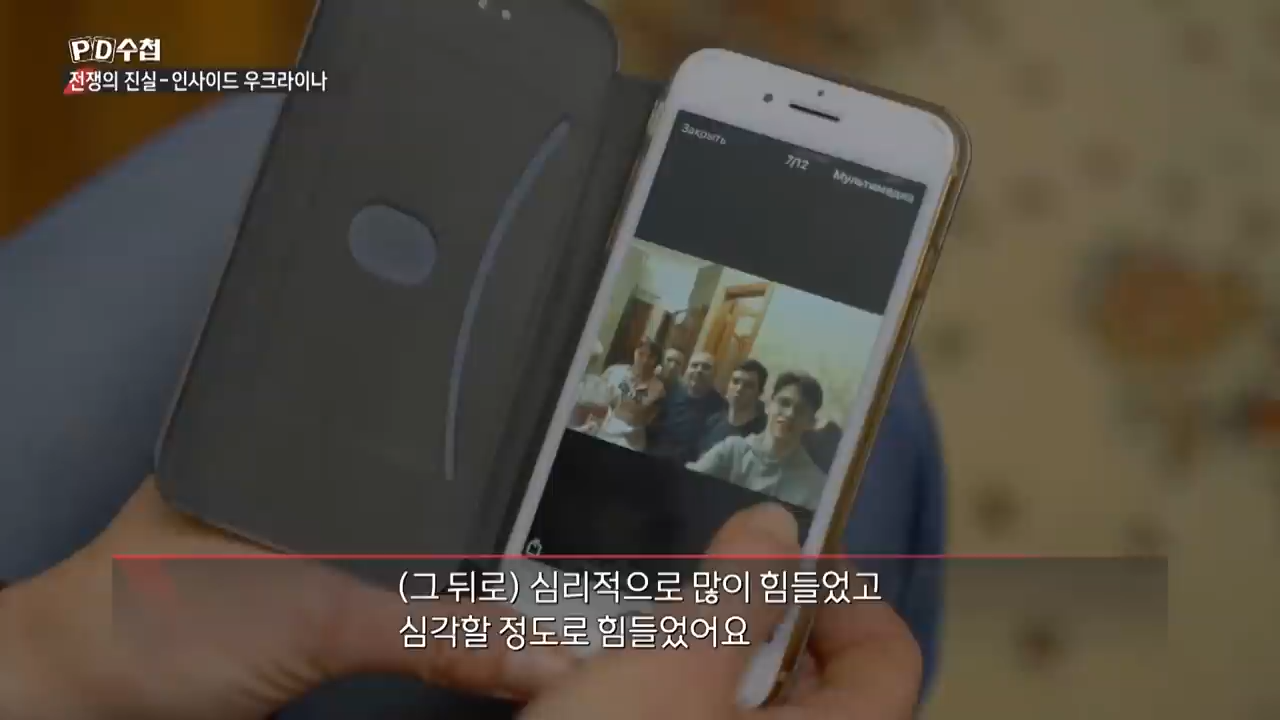 PD수첩
전쟁의 진실-인사이드 우크라이나
Закрыть
7/12
Мультимедиа
(그 뒤로) 심리적으로 많이 힘들었고
심각할 정도로 힘들었어요